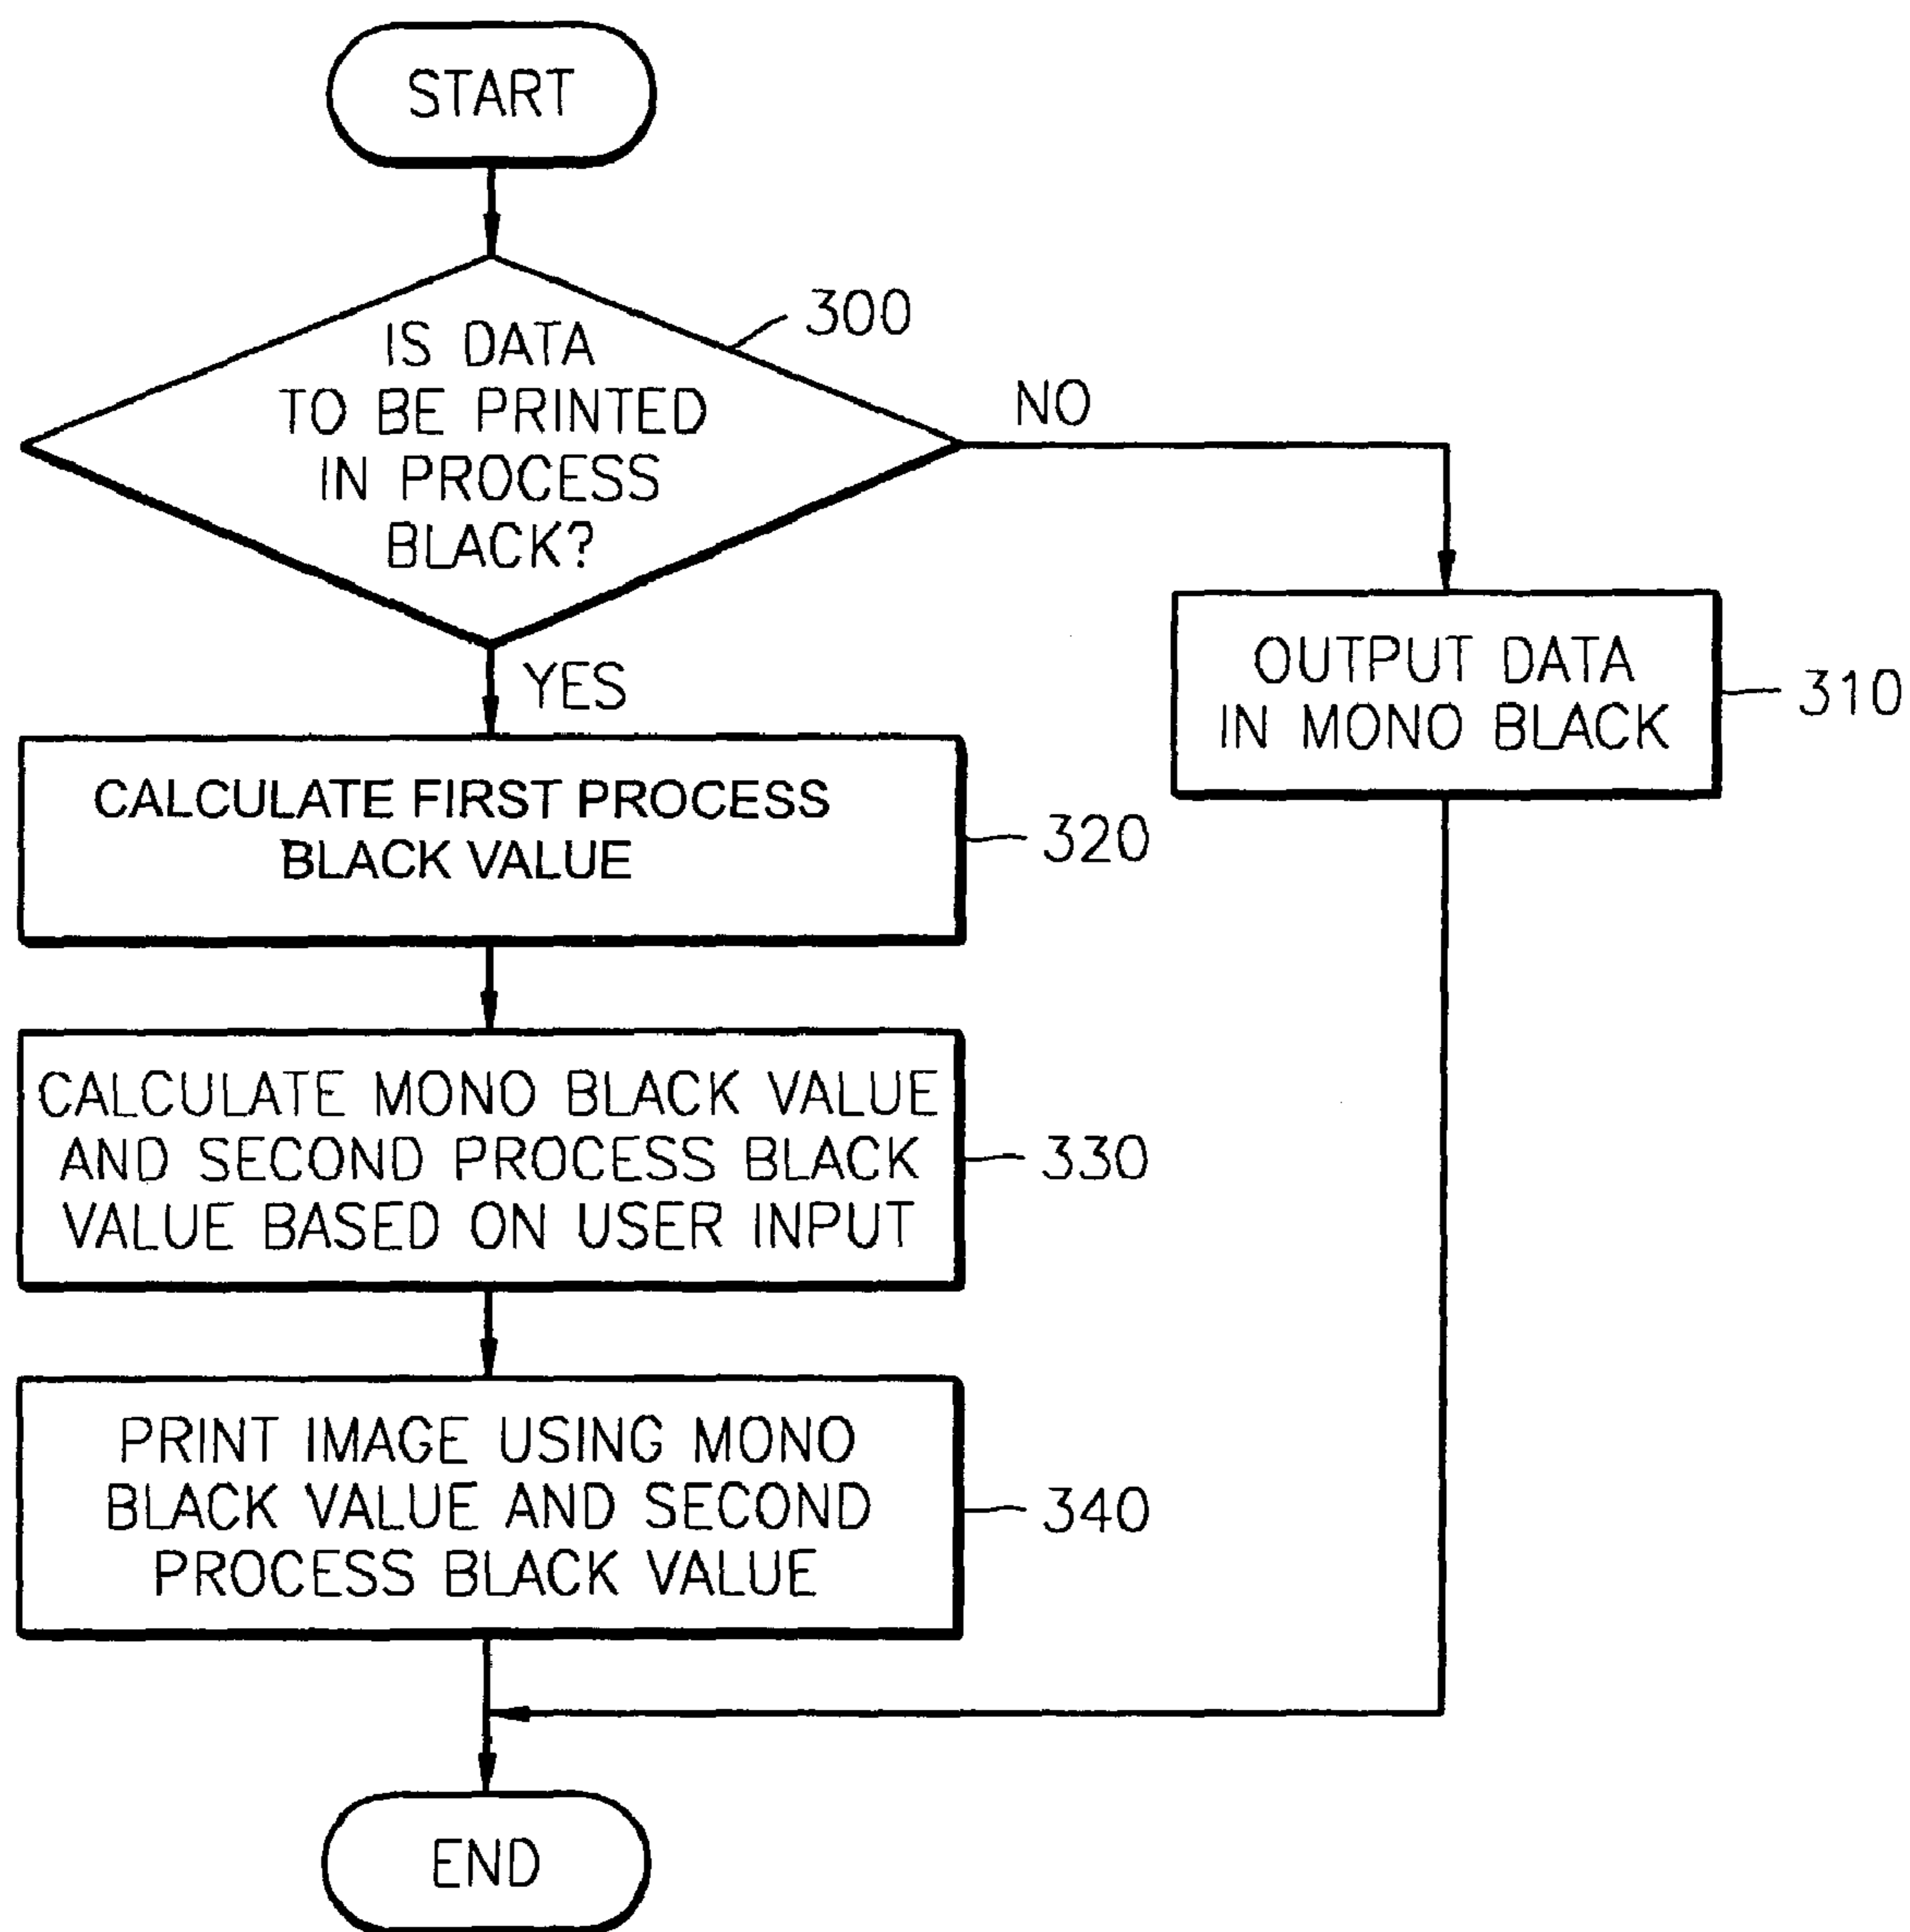 START
300
IS DATA
TO BE PRINTED
IN PROCESS
BLACK?
NO
YES
OUTPUT DATA
IN MONO BLACK
310
CALCULATE FIRST PROCESS
BLACK VALUE
320
CALCULATE MONO BLACK VALUE
AND SECOND PROCESS BLACK
VALUE BASED ON USER INPUT
330
PRINT IMAGE USING MONO
BLACK VALUE AND SECOND
PROCESS BLACK VALUE
340
END